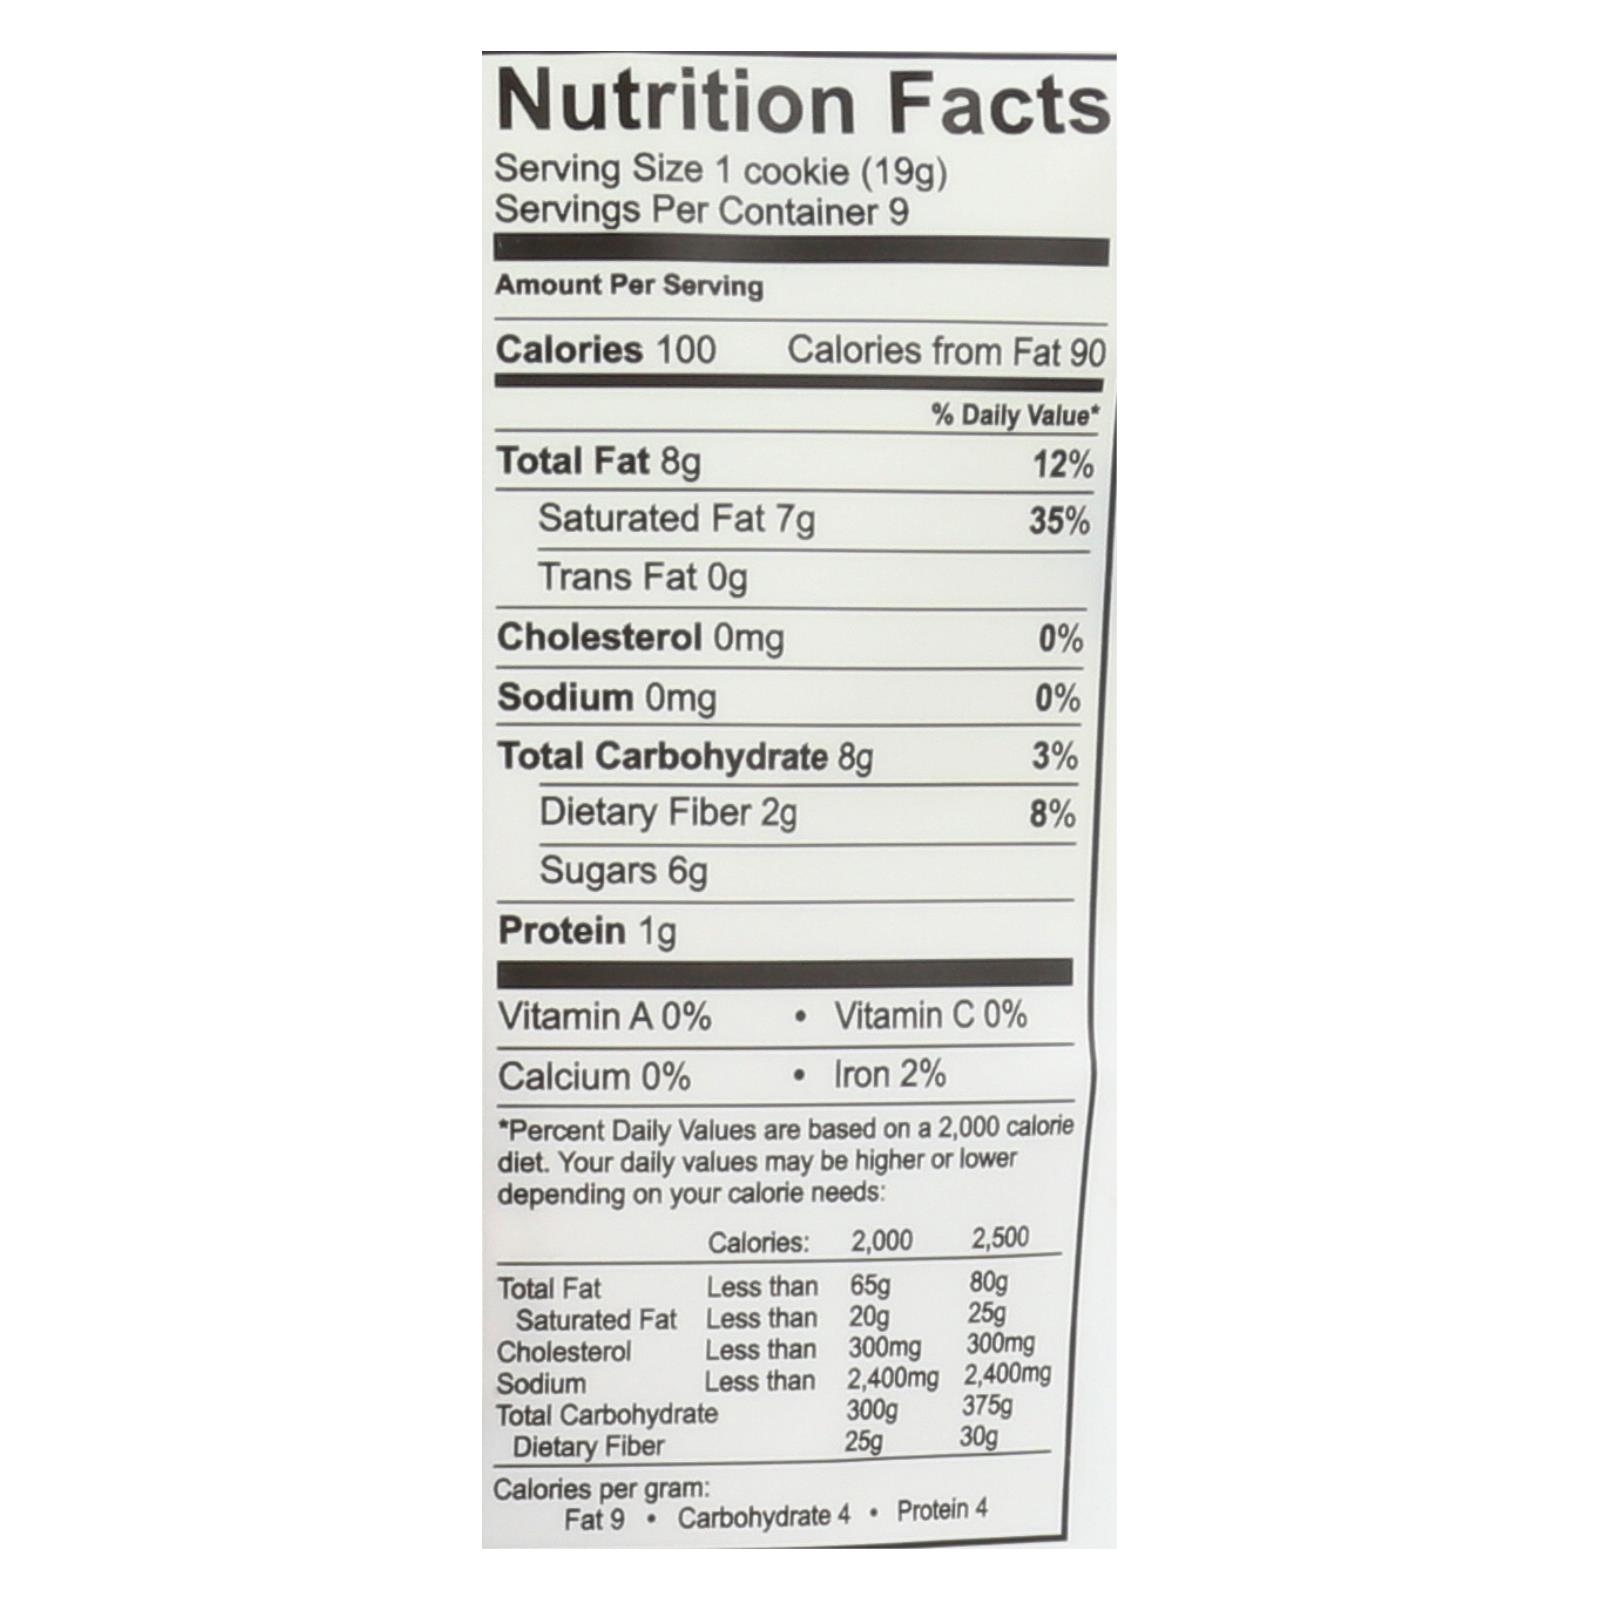 Nutrition Facts
Serving Size 1 cookie (19g)
Servings Per Container 9
Amount Per Serving
Calories 100 Calories from Fat 90
% Daily Value*
Total Fat 8g 12%
Saturated Fat 7g 35%
Trans Fat 0g
Cholesterol 0mg 0%
Sodium 0mg 0%
Total Carbohydrate 8g 3%
Dietary Fiber 2g 8%
Sugars 6g
Protein 1g
Vitamin A 0% • Vitamin C 0%
Calcium 0% • Iron 2%
*Percent Daily Values are based on a 2,000 calorie
diet. Your daily values may be higher or lower
depending on your calorie needs:
Calories: 2,000 2,500
Total Fat Less than 65g 80g
Saturated Fat Less than 20g 25g
Cholesterol Less than 300mg 300mg
Sodium Less than 2,400mg 2,400mg
Total Carbohydrate 300g 375g
Dietary Fiber 25g 30g
Calories per gram:
Fat 9 • Carbohydrate 4 • Protein 4